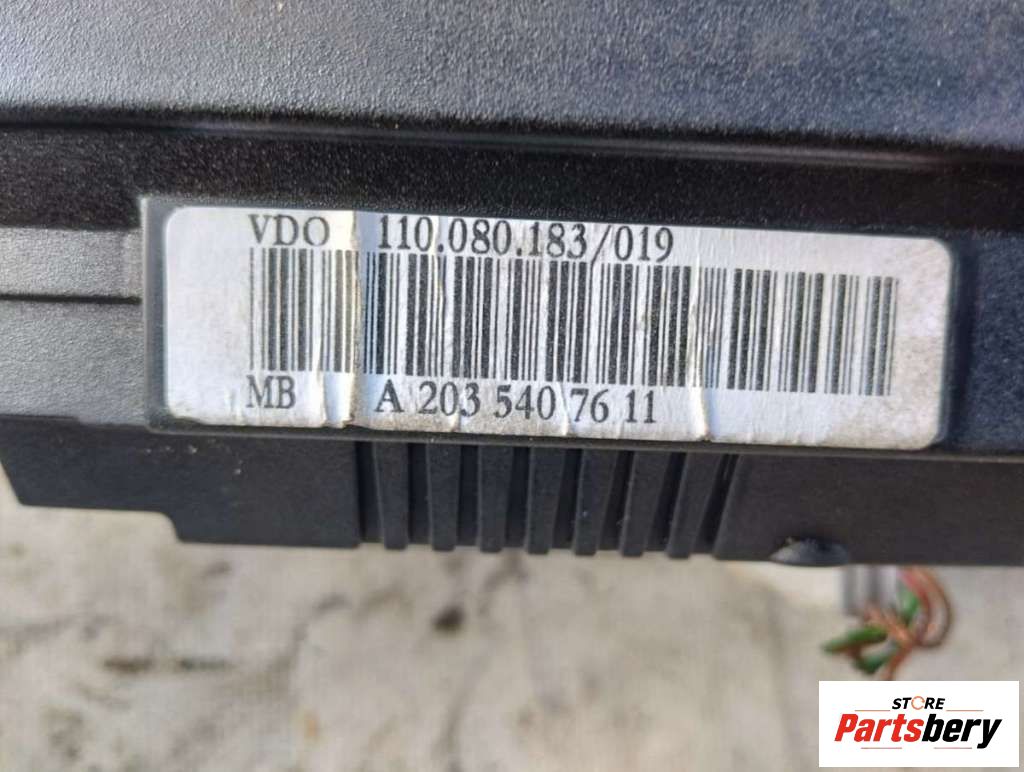 VDO 110.080.183/019
MB A 203 540 76 11
STORE
Partsbery